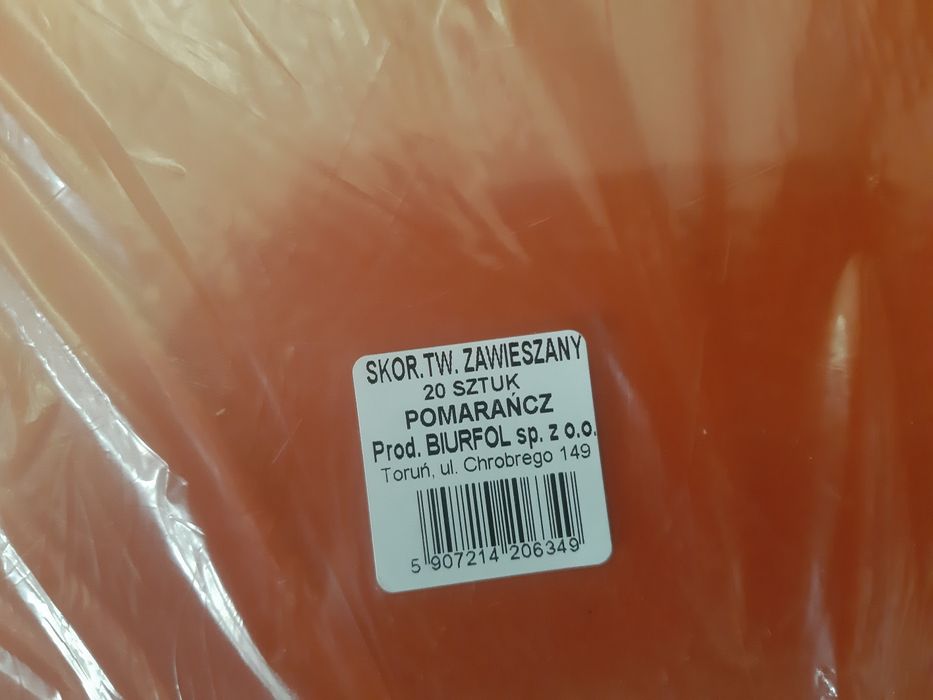 SKOR.TW. ZAWIESZANY
20 SZTUK
POMARAŃCZ
Prod. BIURFOL sp. z o.o.
Toruń, ul. Chrobrego 149
5 907214 206349